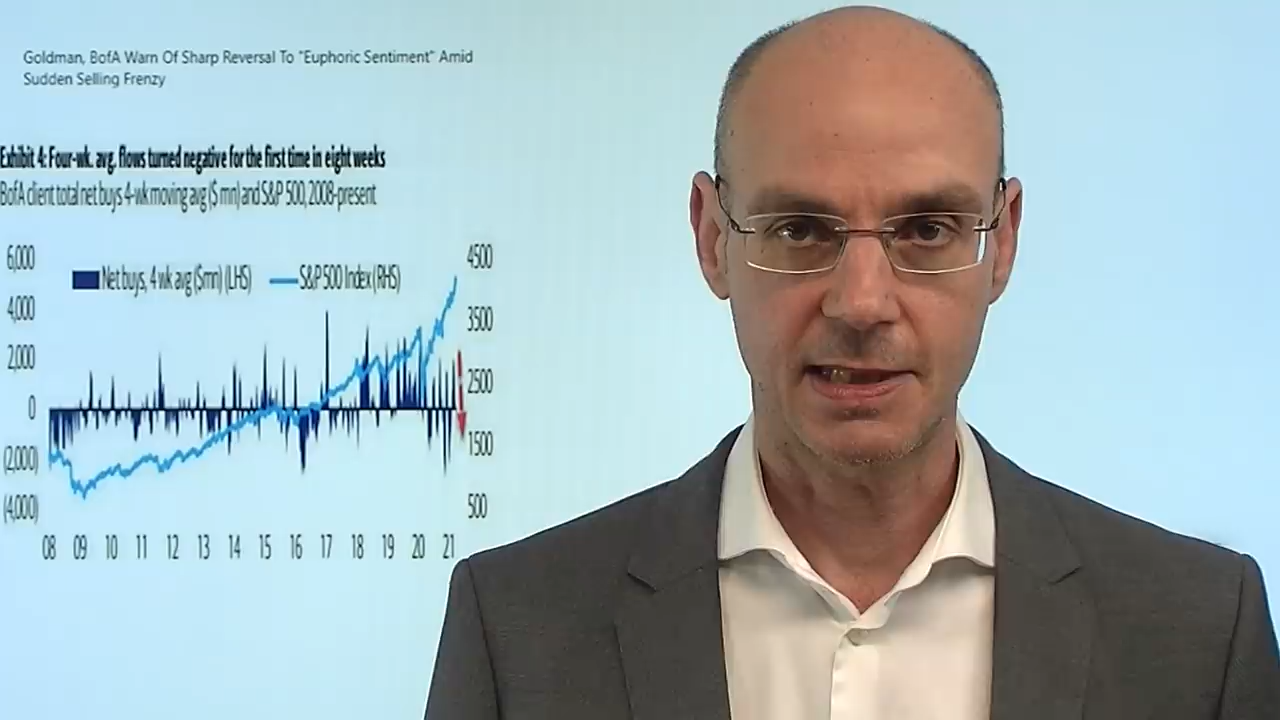 Goldman, BofA Warn Of Sharp Reversal To "Euphoric Sentiment" Amid
Sudden Selling Frenzy
Exhibit 4: Four-wk. avg. flows turned negative for the first time in eight weeks
BofA client total net buys 4-wk moving avg ($ mn) and S&P 500, 2008-present
6,000
4,000
2,000
0
(2,000)
(4,000)
Net buys, 4 wk avg ($mn) (LHS)
S&P 500 Index (RHS)
4500
3500
2500
1500
500
08 09 10 11 12 13 14 15 16 17 18 19 20 21